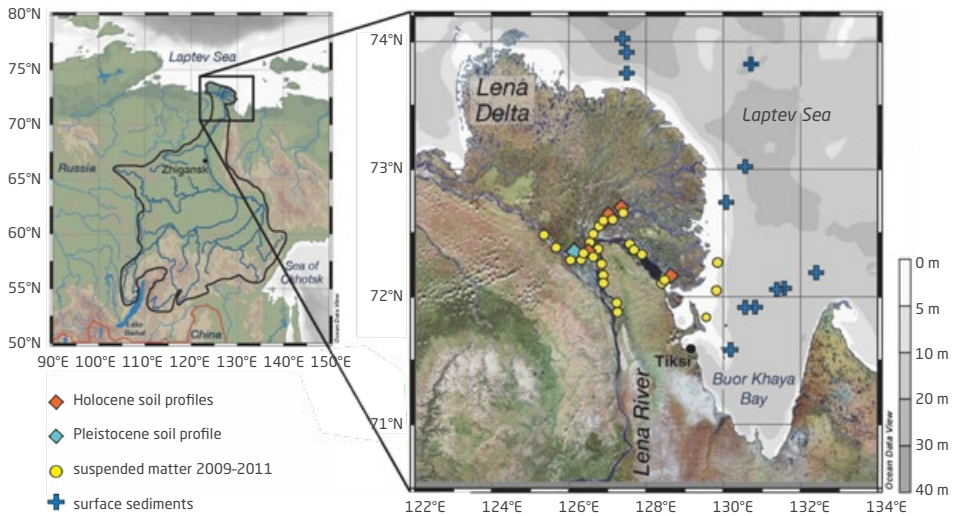 80°N
75°N
70°N
65°N
60°N
55°N
50°N
90°E 100°E 110°E 120°E 130°E 140°E 150°E
Laptev Sea
Russia
Zhigansk
Sea of
Okhotsk
Lake
Baikal
China
Ocean Data View
Holocene soil profiles
Pleistocene soil profile
suspended matter 2009-2011
surface sediments
74°N
73°N
72°N
71°N
Lena
Delta
Laptev Sea
Tiksi
Buor Khaya
Bay
Lena River
122°E 124°E 126°E 128°E 130°E 132°E 134°E
Ocean Data View
0 m
5 m
10 m
20 m
30 m
40 m